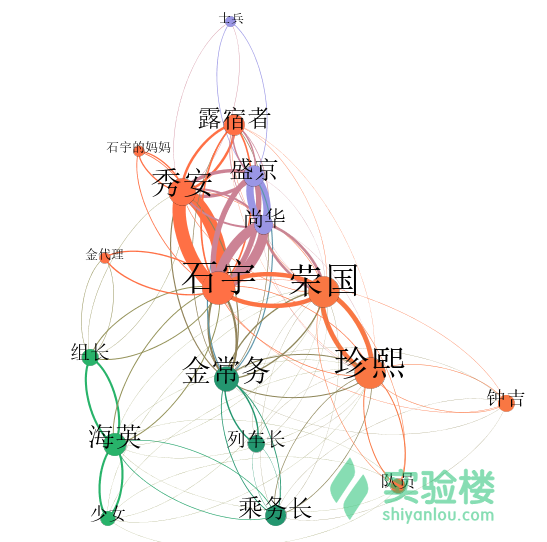 士兵
露宿者
石宇的妈妈
盛京
秀安
尚华
金代理
石宇
荣国
组长
金常务
珍熙
钟吉
海英
列车长
队员
实验楼
shiyanlou.com
少女
乘务长